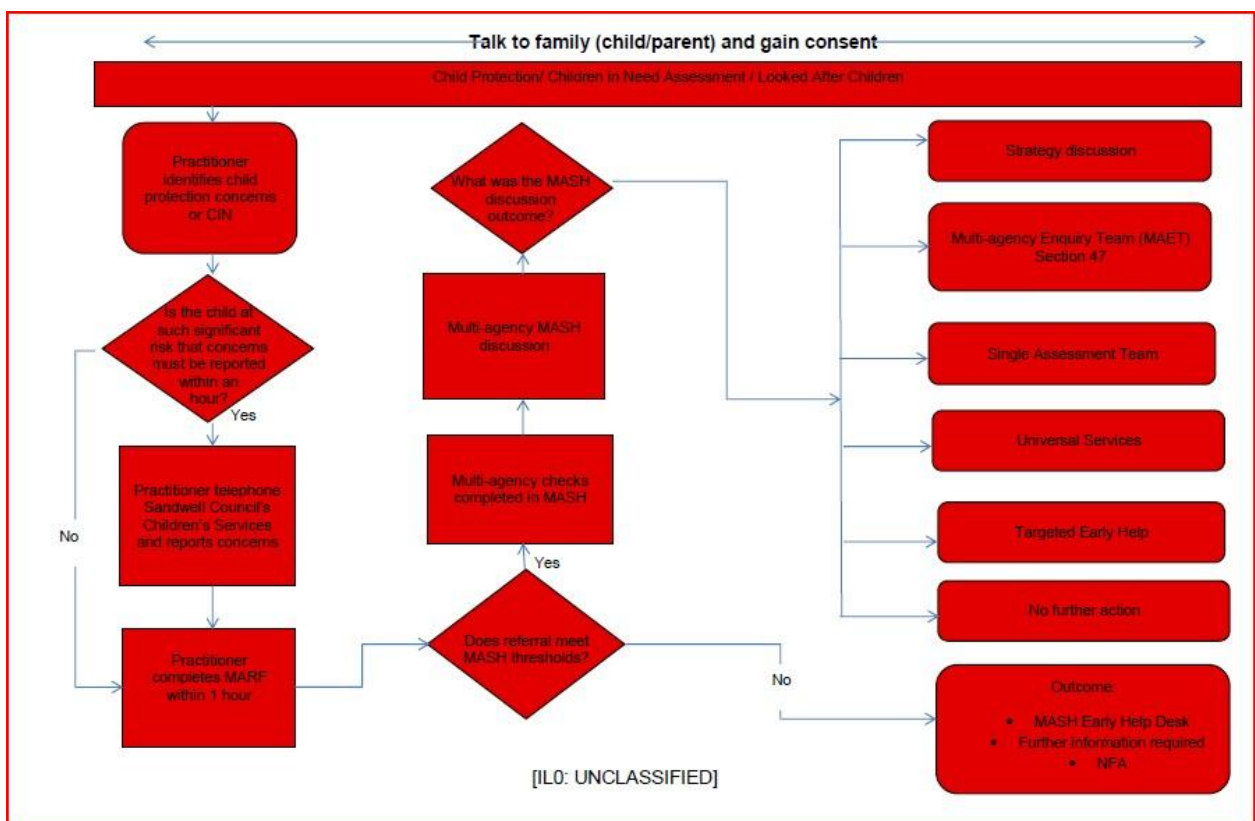 Talk to family (child/parent) and gain consent
Child Protection/ Children in Need Assessment / Looked After Children
Practitioner
identifies child
protection concerns
or CIN
Is the child at
such significant
risk that concerns
must be reported
within an
hour?
Yes
No
Practitioner telephone
Sandwell Council's
Children's Services
and reports concerns
Practitioner
completes MARF
within 1 hour
What was the MASH
discussion
outcome?
Multi-agency MASH
discussion
Multi-agency checks
completed in MASH
Yes
Does referral meet
MASH thresholds?
No
Strategy discussion
Multi-agency Enquiry Team (MAET)
Section 47
Single Assessment Team
Universal Services
Targeted Early Help
No further action
Outcome:
• MASH Early Help Desk
• Further information required
• NFA
[IL0: UNCLASSIFIED]